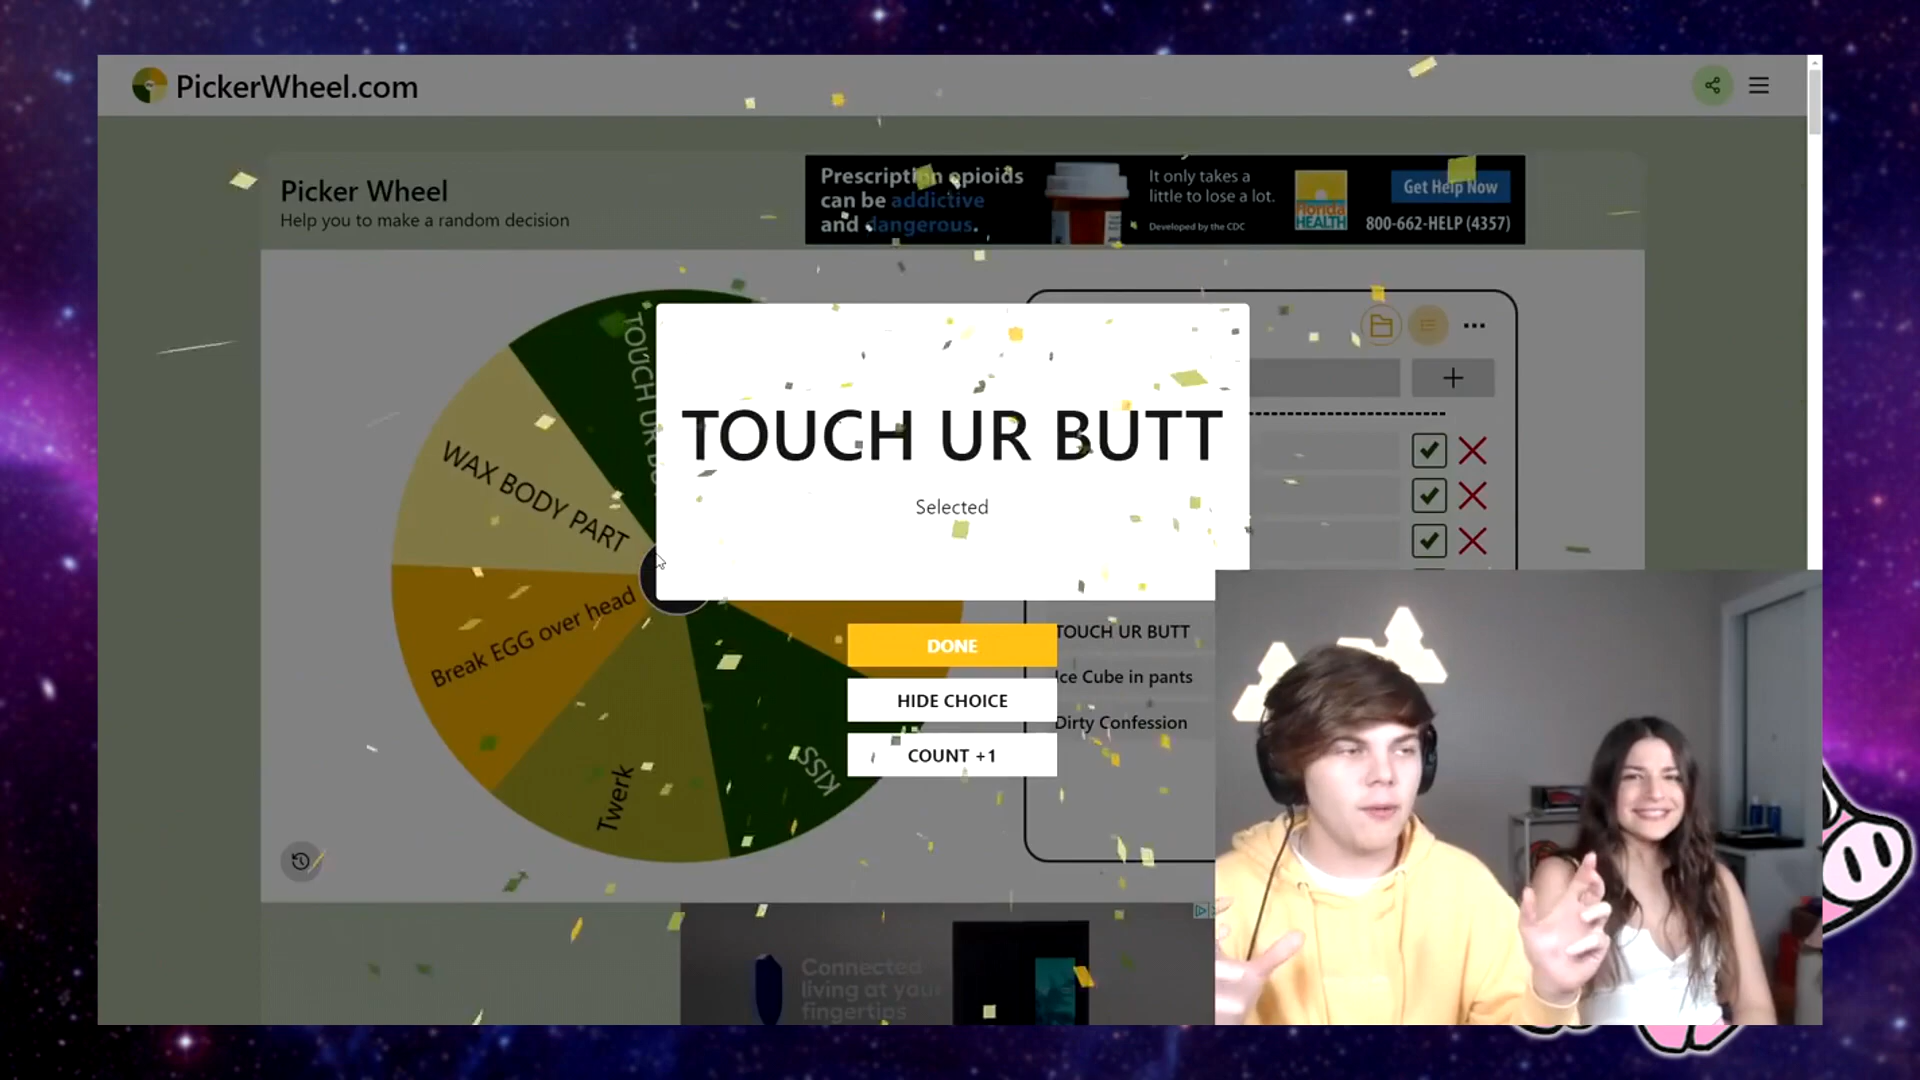 PickerWheel.com
Picker Wheel
Help you to make a random decision
Prescription opioids
can be addictive
and dangerous.
It only takes a
little to lose a lot.
Developed by the CDC
Florida
HEALTH
Get Help Now
800-662-HELP (4357)
TOUCH UR BU
WAX BODY PART
Break EGG over head
Twerk
KISS
TOUCH UR BUTT
Selected
DONE
HIDE CHOICE
COUNT +1
TOUCH UR BUTT
Ice Cube in pants
Dirty Confession
Connected
living at your
fingertips